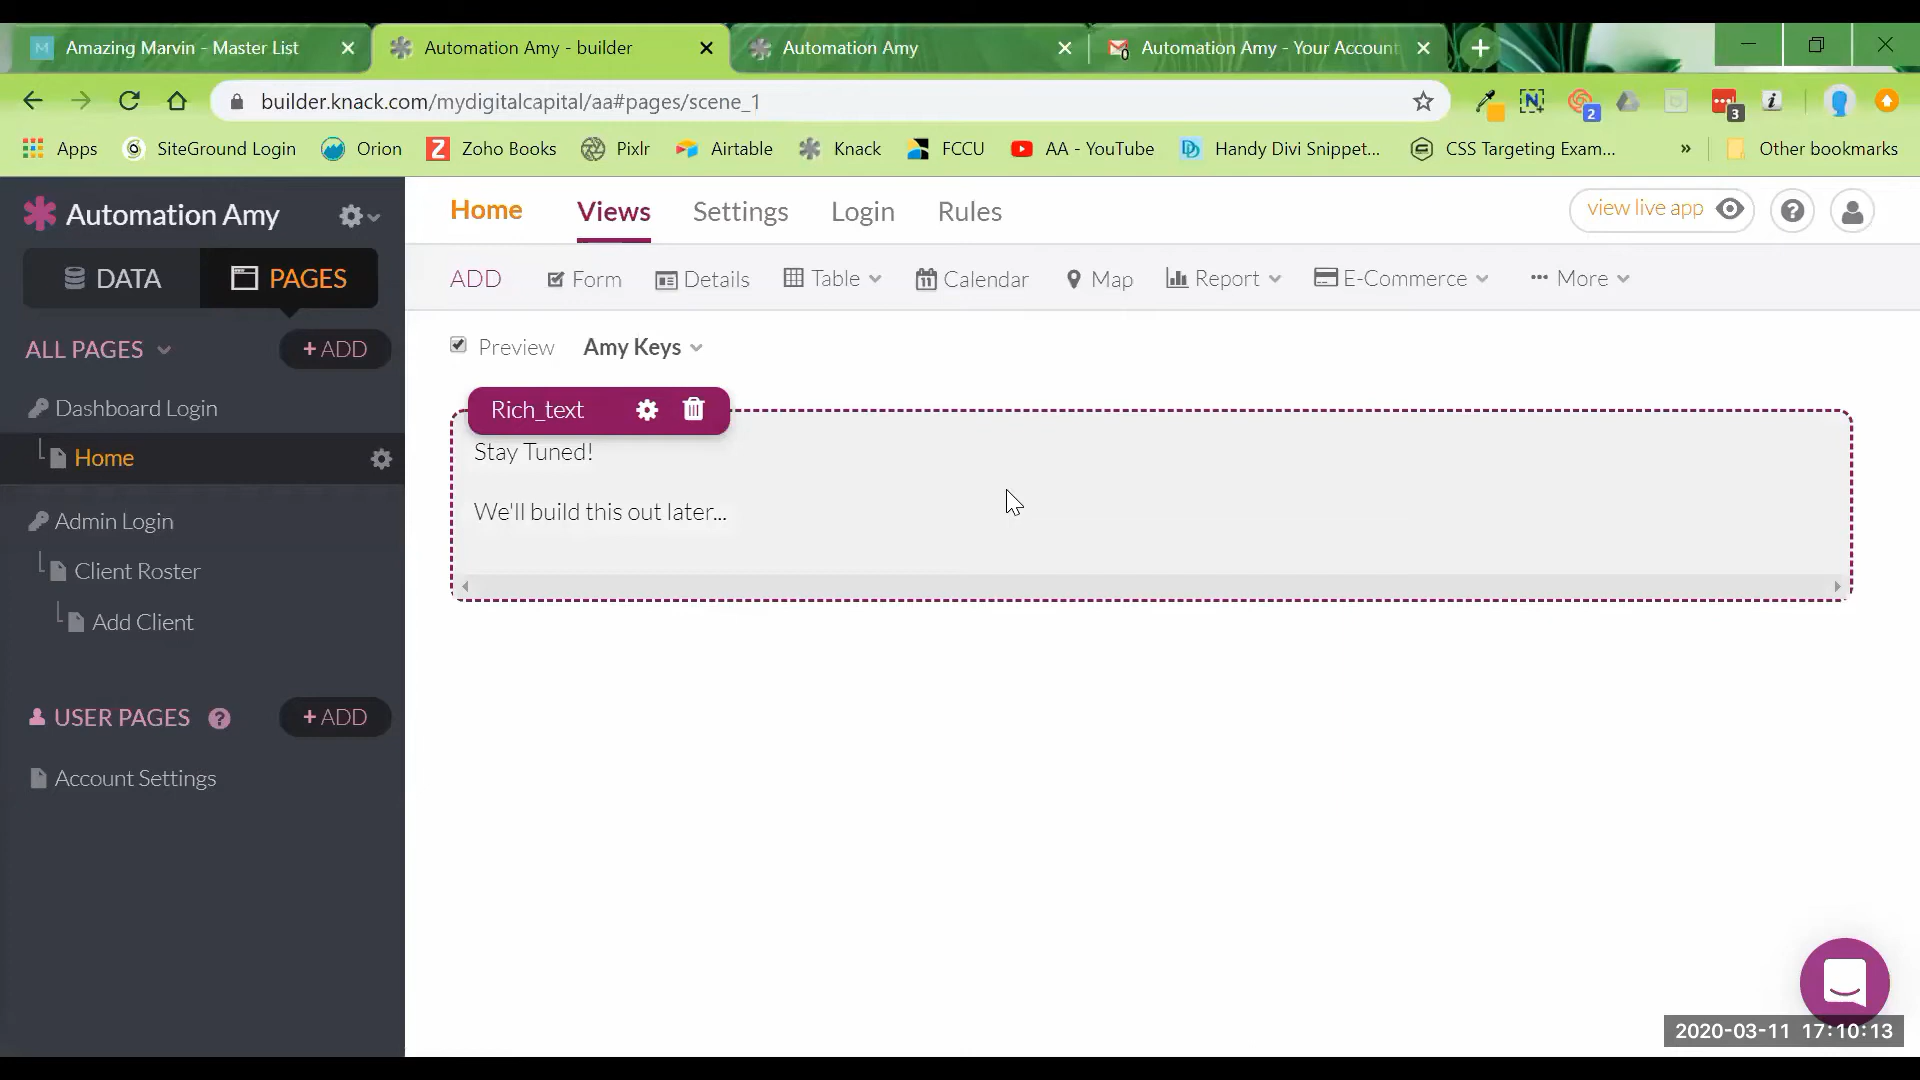 Amazing Marvin - Master List
Automation Amy - builder
Automation Amy
Automation Amy - Your Account
builder.knack.com/mydigitalcapital/aa#pages/scene_1
2
3
Apps
SiteGround Login
Orion
Zoho Books
Pixlr
Airtable
Knack
FCCU
AA - YouTube
Handy Divi Snippet...
CSS Targeting Exam...
»
Other bookmarks
Automation Amy
Home
Views
Settings
Login
Rules
view live app
DATA
PAGES
ADD
Form
Details
Table
Calendar
Map
Report
E-Commerce
More
ALL PAGES
+ ADD
Preview
Amy Keys
Dashboard Login
Home
Admin Login
Client Roster
Add Client
USER PAGES
+ ADD
Account Settings
Rich_text
Stay Tuned!
We'll build this out later...
2020-03-11 17:10:13